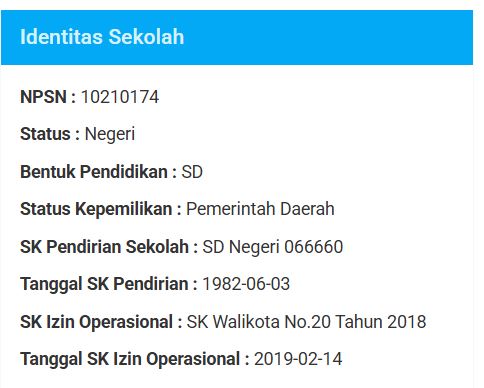 Identitas Sekolah
NPSN : 10210174
Status : Negeri
Bentuk Pendidikan : SD
Status Kepemilikan : Pemerintah Daerah
SK Pendirian Sekolah : SD Negeri 066660
Tanggal SK Pendirian : 1982-06-03
SK Izin Operasional : SK Walikota No.20 Tahun 2018
Tanggal SK Izin Operasional : 2019-02-14